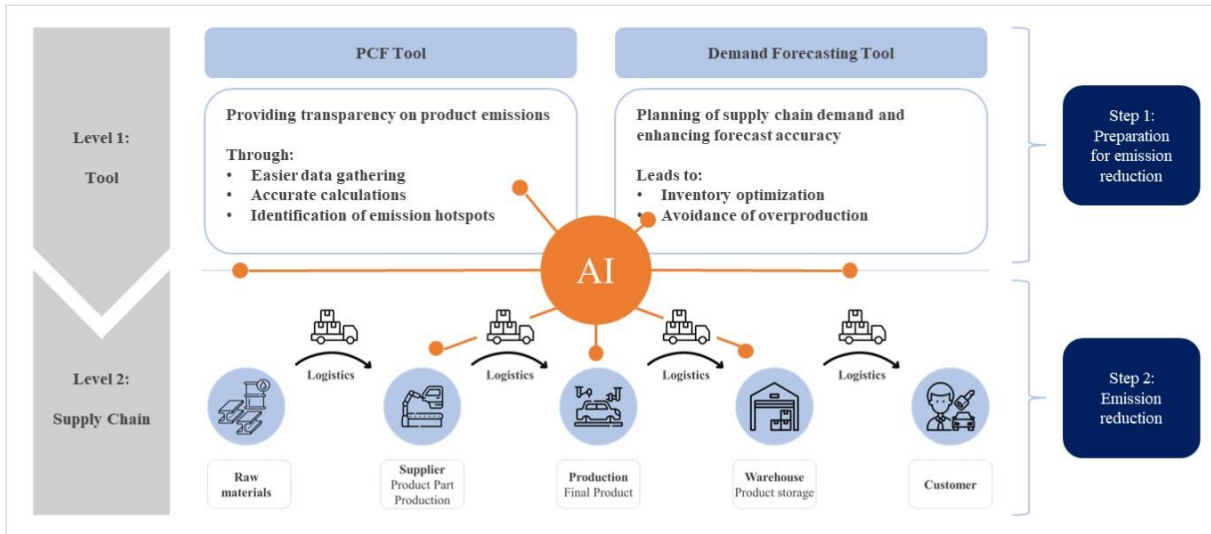 PCF Tool
Demand Forecasting Tool
Level 1:
Tool
Providing transparency on product emissions
Through:
• Easier data gathering
• Accurate calculations
• Identification of emission hotspots
Planning of supply chain demand and
enhancing forecast accuracy
Leads to:
• Inventory optimization
• Avoidance of overproduction
Step 1:
Preparation
for emission
reduction
AI
Level 2:
Supply Chain
Logistics
Logistics
Logistics
Logistics
Raw
materials
Supplier
Product Part
Production
Production
Final Product
Warehouse
Product storage
Customer
Step 2:
Emission
reduction